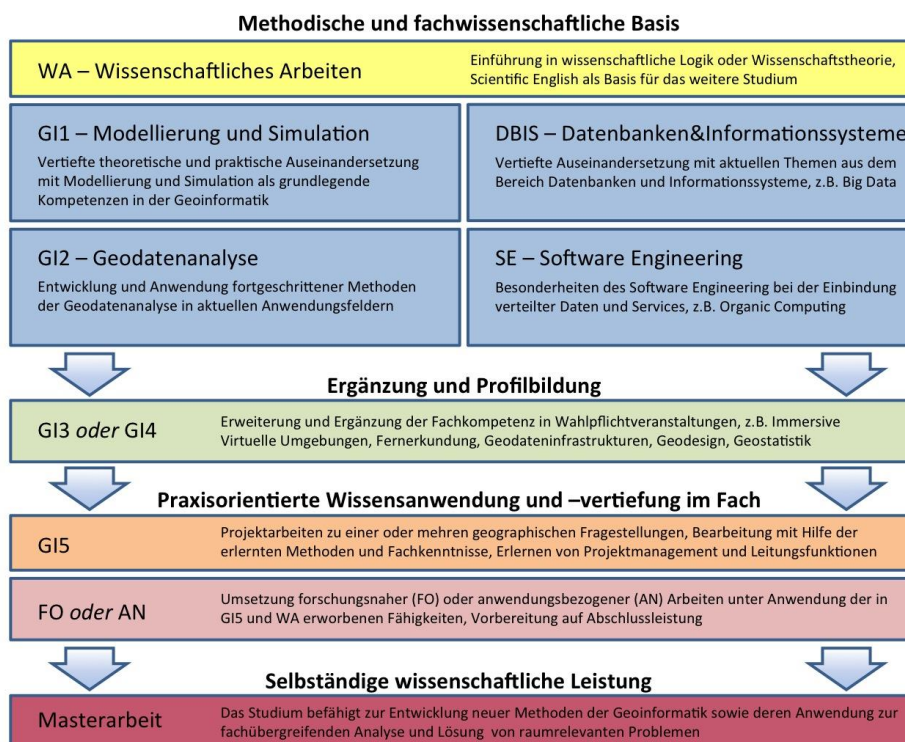 Methodische und fachwissenschaftliche Basis
WA – Wissenschaftliches Arbeiten
Einführung in wissenschaftliche Logik oder Wissenschaftstheorie,
Scientific English als Basis für das weitere Studium
GI1 – Modellierung und Simulation
Vertiefte theoretische und praktische Auseinandersetzung
mit Modellierung und Simulation als grundlegende
Kompetenzen in der Geoinformatik
DBIS – Datenbanken&Informationssysteme
Vertiefte Auseinandersetzung mit aktuellen Themen aus dem
Bereich Datenbanken und Informationssysteme, z.B. Big Data
GI2 – Geodatenanalyse
Entwicklung und Anwendung fortgeschrittener Methoden
der Geodatenanalyse in aktuellen Anwendungsfeldern
SE – Software Engineering
Besonderheiten des Software Engineering bei der Einbindung
verteilter Daten und Services, z.B. Organic Computing
Ergänzung und Profilbildung
GI3 oder GI4
Erweiterung und Ergänzung der Fachkompetenz in Wahlpflichtveranstaltungen, z.B. Immersive
Virtuelle Umgebungen, Fernerkundung, Geodateninfrastrukturen, Geodesign, Geostatistik
Praxisorientierte Wissensanwendung und –vertiefung im Fach
GI5
Projektarbeiten zu einer oder mehren geographischen Fragestellungen, Bearbeitung mit Hilfe der
erlernten Methoden und Fachkenntnisse, Erlernen von Projektmanagement und Leitungsfunktionen
FO oder AN
Umsetzung forschungsnaher (FO) oder anwendungsbezogener (AN) Arbeiten unter Anwendung der in
GI5 und WA erworbenen Fähigkeiten, Vorbereitung auf Abschlussleistung
Selbständige wissenschaftliche Leistung
Masterarbeit
Das Studium befähigt zur Entwicklung neuer Methoden der Geoinformatik sowie deren Anwendung zur
fachübergreifenden Analyse und Lösung von raumrelevanten Problemen